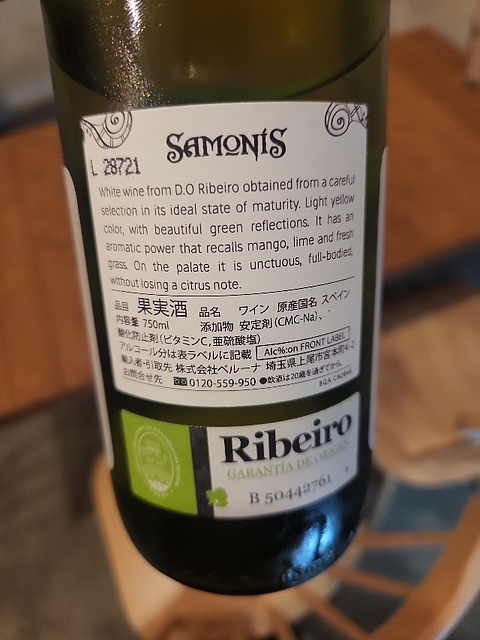 SAMONIS
L 28721
White wine from D.O Ribeiro obtained from a careful
selection in its ideal state of maturity. Light yellow
color, with beautiful green reflections. It has an
aromatic power that recalls mango, lime and fresh
grass. On the palate it is unctuous, full-bodied,
without losing a citrus note.
品目 果実酒 品名 ワイン 原産国名 スペイン
内容量 750ml 添加物 安定剤(CMC-Na)、
酸化防止剤(ビタミンC,亜硫酸塩)
アルコール分は表ラベルに記載 Alc%:on FRONT LABEL
輸入者・引取先 株式会社ベルーナ 埼玉県上尾市宮本町4-2
お問合せ先 0120-559-950 ●飲酒は20歳を過ぎてから。
Ribeiro
GARANTÍA DE ORIGEN
B 50442761